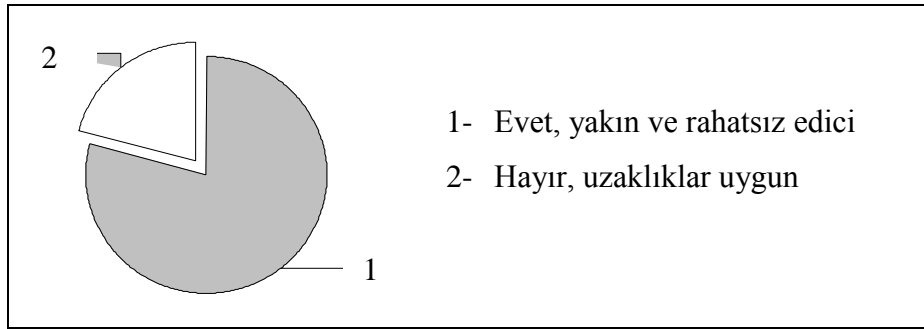 2
1- Evet, yakın ve rahatsız edici
2- Hayır, uzaklıklar uygun
1